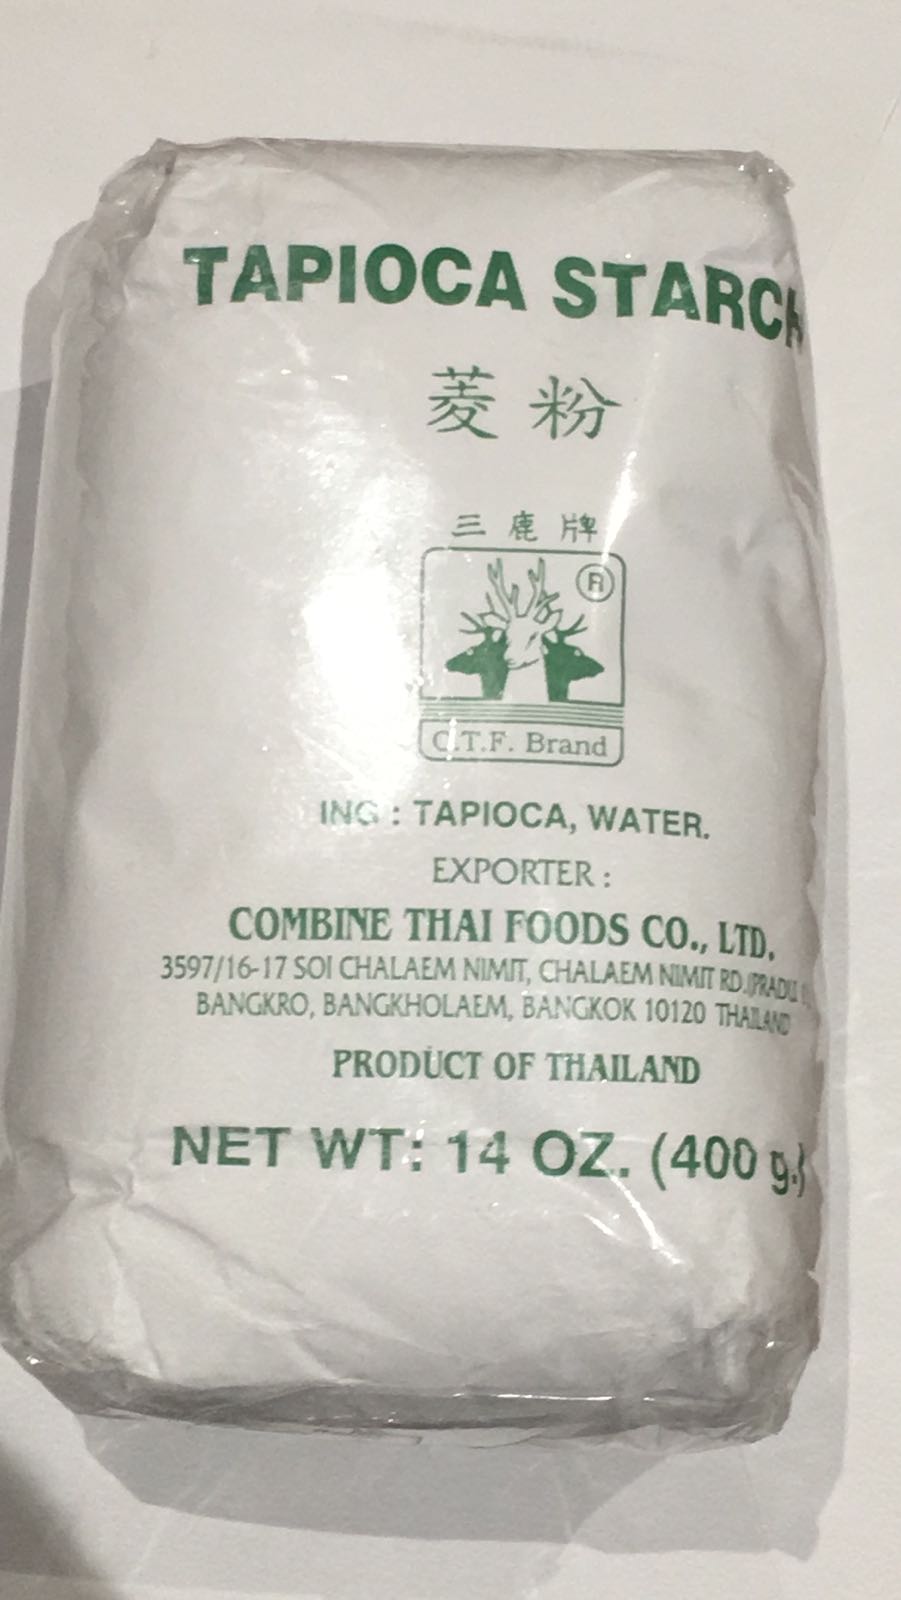 TAPIOCA STARCH
菱粉
三鹿牌
®
C.T.F. Brand
ING : TAPIOCA, WATER.
EXPORTER :
COMBINE THAI FOODS CO., LTD.
3597/16-17 SOI CHALAEM NIMIT, CHALAEM NIMIT RD.(PRADU
BANGKRO, BANGKHOLAEM, BANGKOK 10120 THAILAND
PRODUCT OF THAILAND
NET WT: 14 OZ. (400 g.)